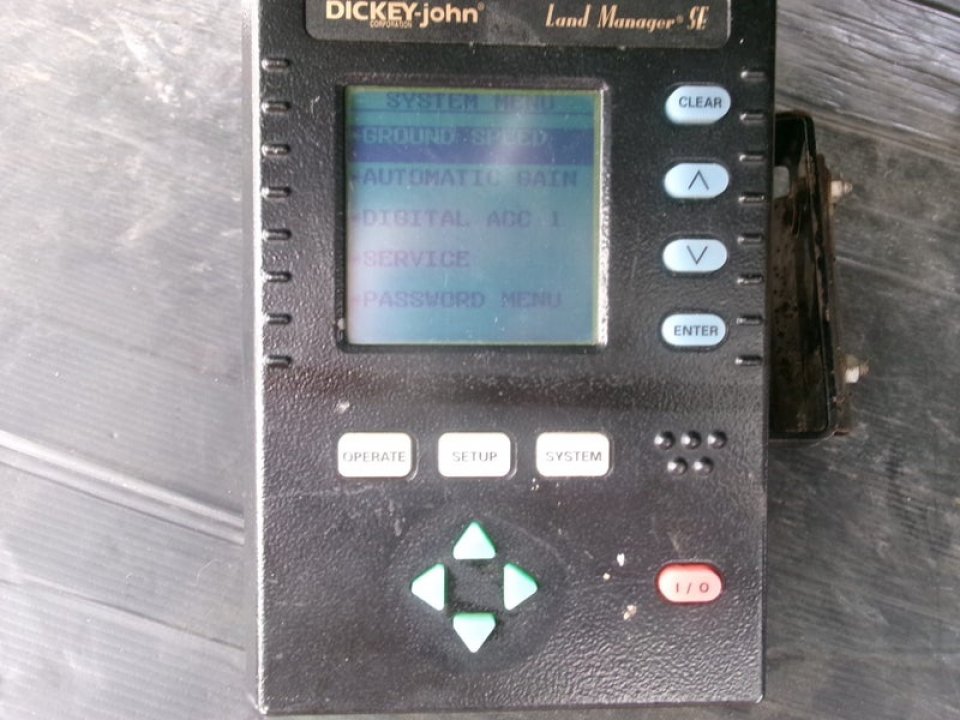 DICKEY-john® Land Manager® SE
CORPORATION
SYSTEM MENU
GROUND SPEED
AUTOMATIC GAIN
DIGITAL ACC 1
SERVICE
PASSWORD MENU
CLEAR
ENTER
OPERATE SETUP SYSTEM
I / O